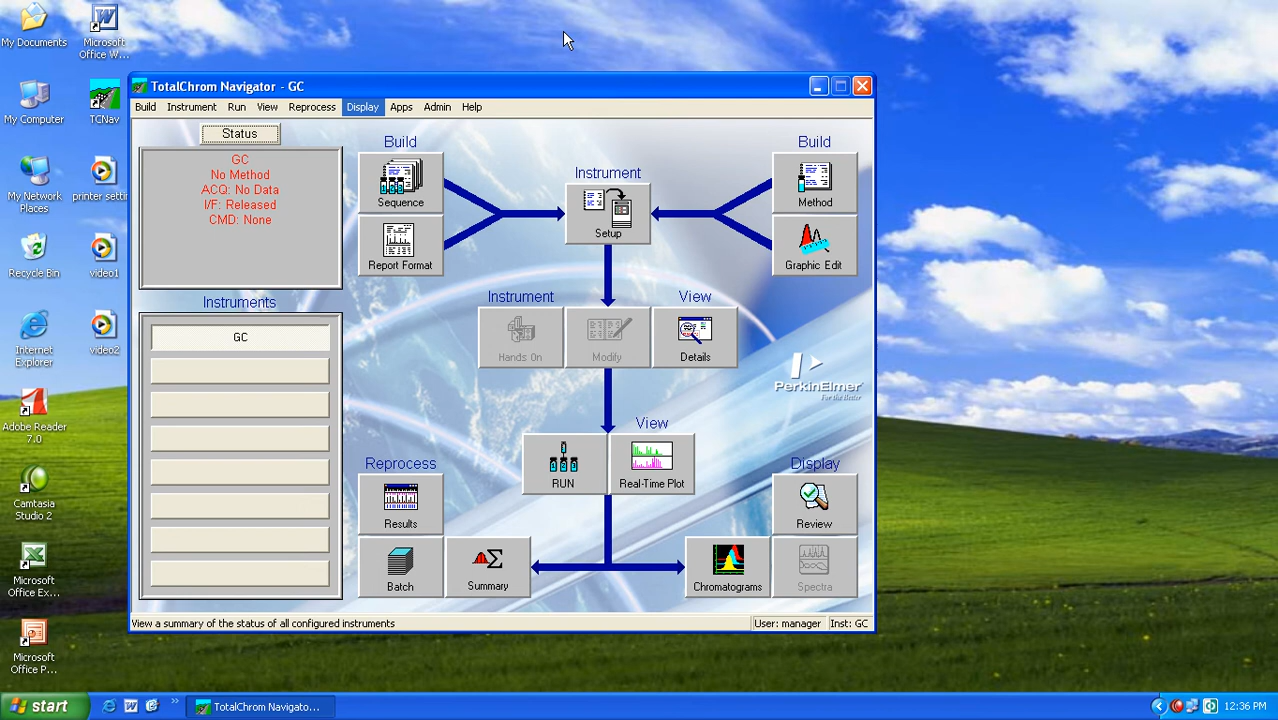 My Documents
Microsoft
Office W...
My Computer
TCNav
My Network
Places
printer setti
Recycle Bin
video1
Internet
Explorer
video2
Adobe Reader
7.0
Camtasia
Studio 2
Microsoft
Office Ex...
Microsoft
Office P...
TotalChrom Navigator - GC
Build Instrument Run View Reprocess Display Apps Admin Help
Status
GC
No Method
ACQ: No Data
I/F: Released
CMD: None
Instruments
GC
Build
Sequence
Report Format
Instrument
Setup
Build
Method
Graphic Edit
Instrument
Hands On
Modify
View
Details
PerkinElmer
For the Better
View
RUN
Real-Time Plot
Reprocess
Results
Batch
Summary
Display
Review
Chromatograms
Spectra
View a summary of the status of all configured instruments
User: manager
Inst: GC
start
TotalChrom Navigato...
12:36 PM